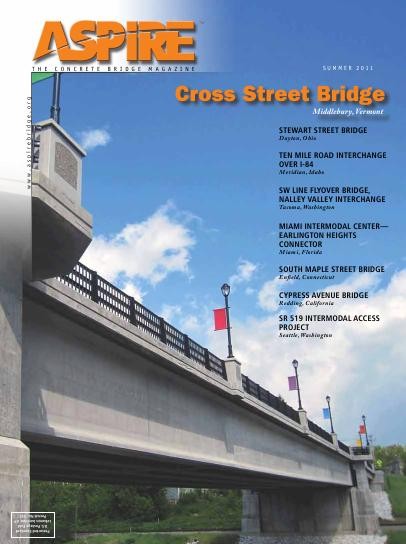 ASPIRE
THE CONCRETE BRIDGE MAGAZINE
SUMMER 2011
www.aspirebridge.org
Cross Street Bridge
Middlebury, Vermont
STEWART STREET BRIDGE
Dayton, Ohio
TEN MILE ROAD INTERCHANGE
OVER I-84
Meridian, Idaho
SW LINE FLYOVER BRIDGE,
NALLEY VALLEY INTERCHANGE
Tacoma, Washington
MIAMI INTERMODAL CENTER—
EARLINGTON HEIGHTS
CONNECTOR
Miami, Florida
SOUTH MAPLE STREET BRIDGE
Enfield, Connecticut
CYPRESS AVENUE BRIDGE
Redding, California
SR 519 INTERMODAL ACCESS
PROJECT
Seattle, Washington